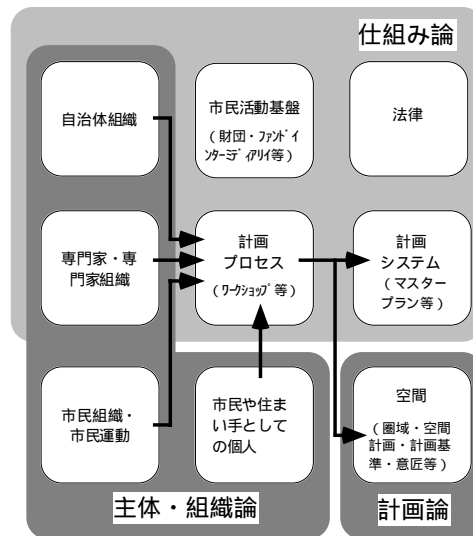 仕組み論
自治体組織
市民活動基盤
(財団・ファンドイ
ンターミディアリイ等)
法律
専門家・専
門家組織
計画
プロセス
(ワークショップ等)
計画
システム
(マスター
プラン等)
市民組織・
市民運動
市民や住ま
い手として
の個人
空間
(圏域・空間
計画・計画基
準・意匠等)
主体・組織論
計画論